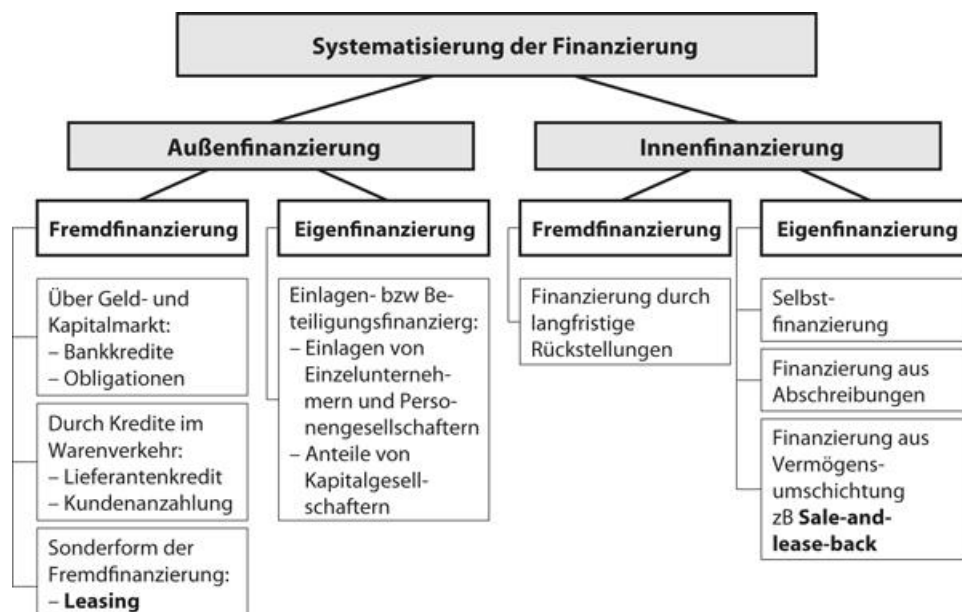 Systematisierung der Finanzierung
Außenfinanzierung
Innenfinanzierung
Fremdfinanzierung
Eigenfinanzierung
Fremdfinanzierung
Eigenfinanzierung
Über Geld- und
Kapitalmarkt:
– Bankkredite
– Obligationen
Durch Kredite im
Warenverkehr:
– Lieferantenkredit
– Kundenanzahlung
Sonderform der
Fremdfinanzierung:
– Leasing
Einlagen- bzw Be-
teiligungsfinanzierg:
– Einlagen von
Einzelunterneh-
mern und Perso-
nengesellschaftern
– Anteile von
Kapitalgesell-
schaftern
Finanzierung durch
langfristige
Rückstellungen
Selbst-
finanzierung
Finanzierung aus
Abschreibungen
Finanzierung aus
Vermögens-
umschichtung
zB Sale-and-
lease-back